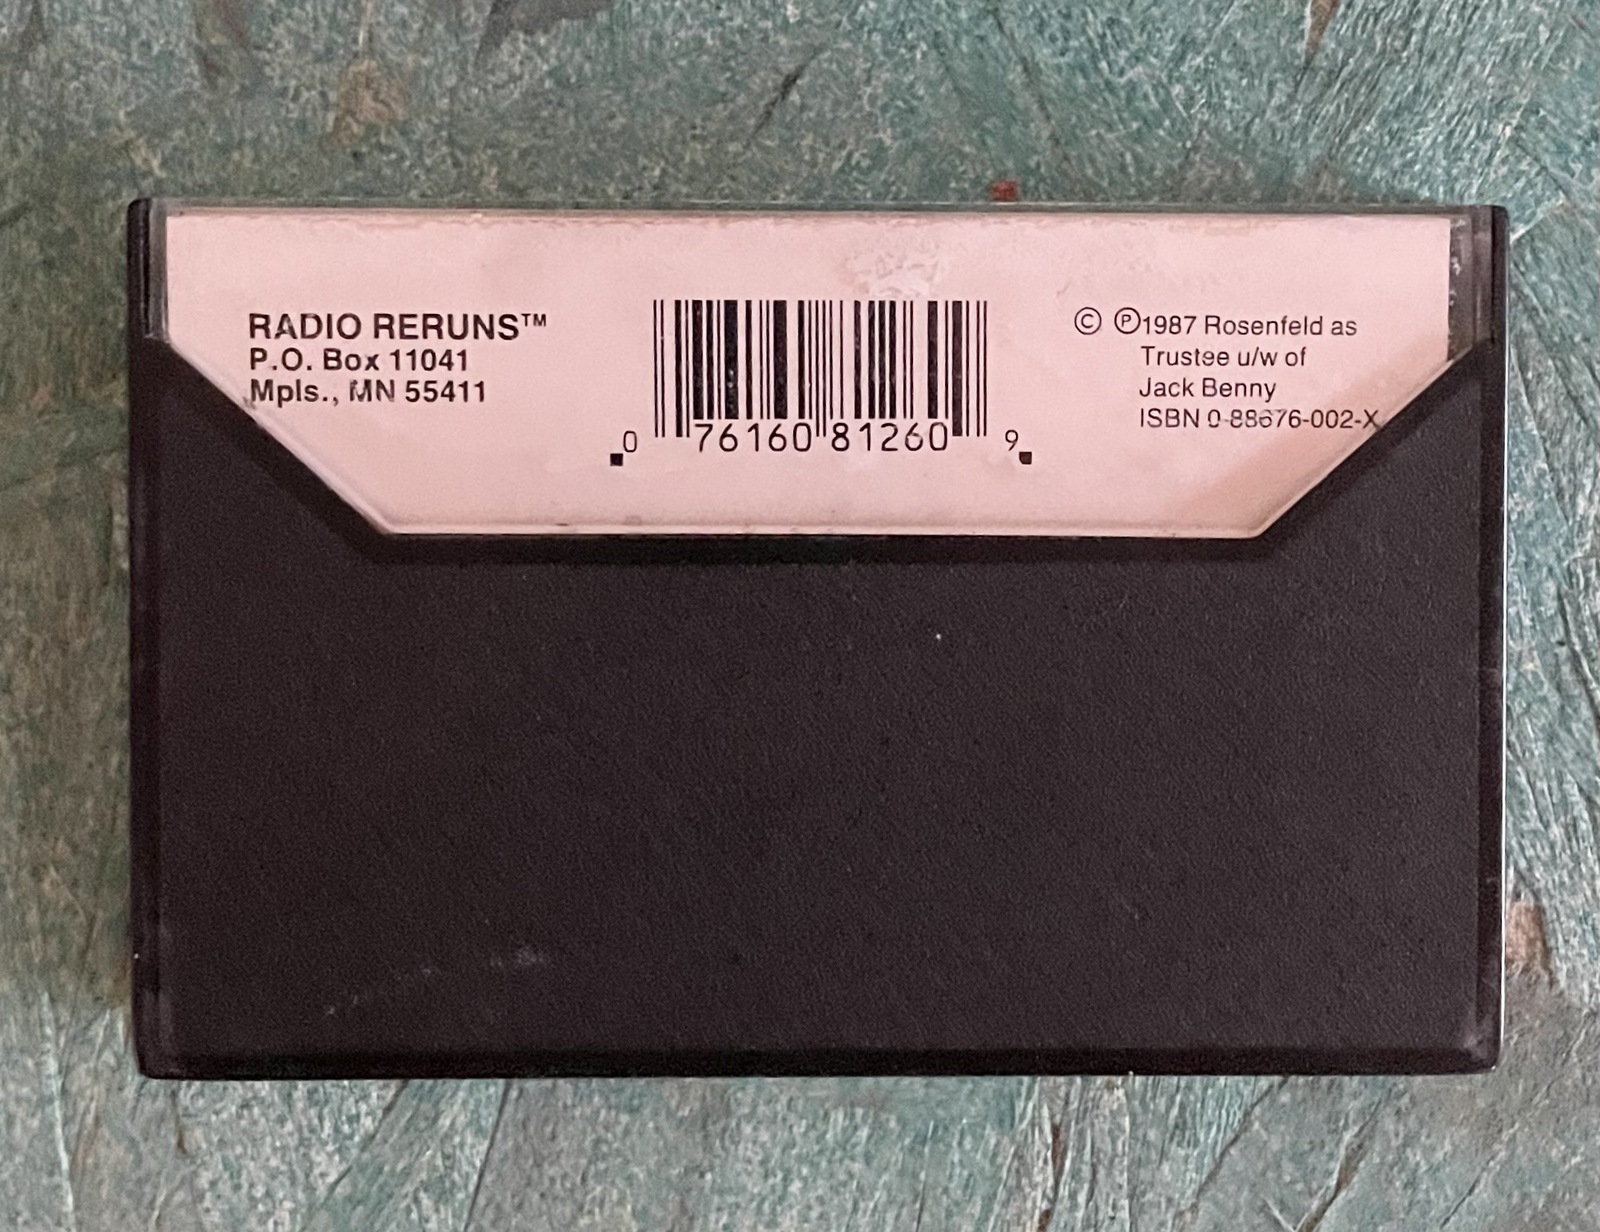 RADIO RERUNS™
P.O. Box 11041
Mpls., MN 55411
0 76160 81260 9
© ℗1987 Rosenfeld as
Trustee u/w of
Jack Benny
ISBN 0-88676-002-X